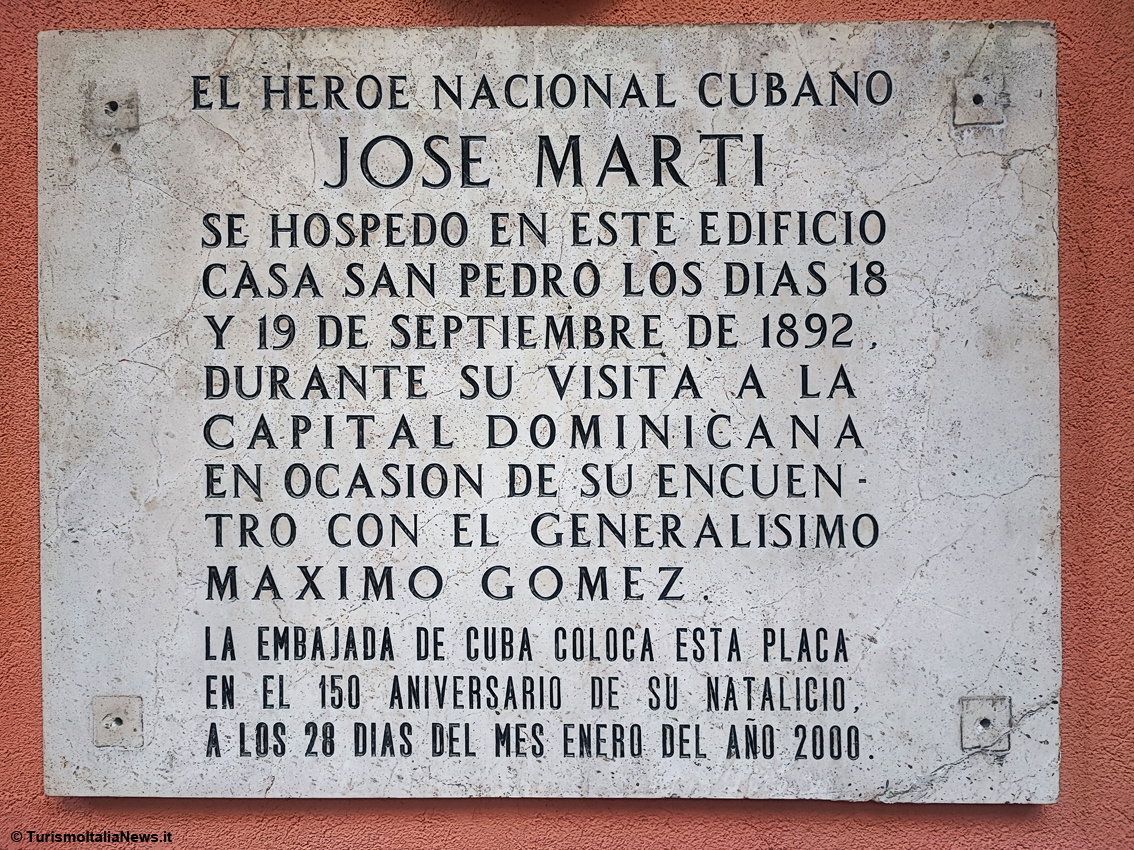 EL HEROE NACIONAL CUBANO
JOSE MARTI
SE HOSPEDO EN ESTE EDIFICIO
CASA SAN PEDRO LOS DIAS 18
Y 19 DE SEPTIEMBRE DE 1892,
DURANTE SU VISITA A LA
CAPITAL DOMINICANA
EN OCASION DE SU ENCUEN-
TRO CON EL GENERALISIMO
MAXIMO GOMEZ.
LA EMBAJADA DE CUBA COLOCA ESTA PLACA
EN EL 150 ANIVERSARIO DE SU NATALICIO,
A LOS 28 DIAS DEL MES ENERO DEL AÑO 2000.
© TurismoItaliaNews.it